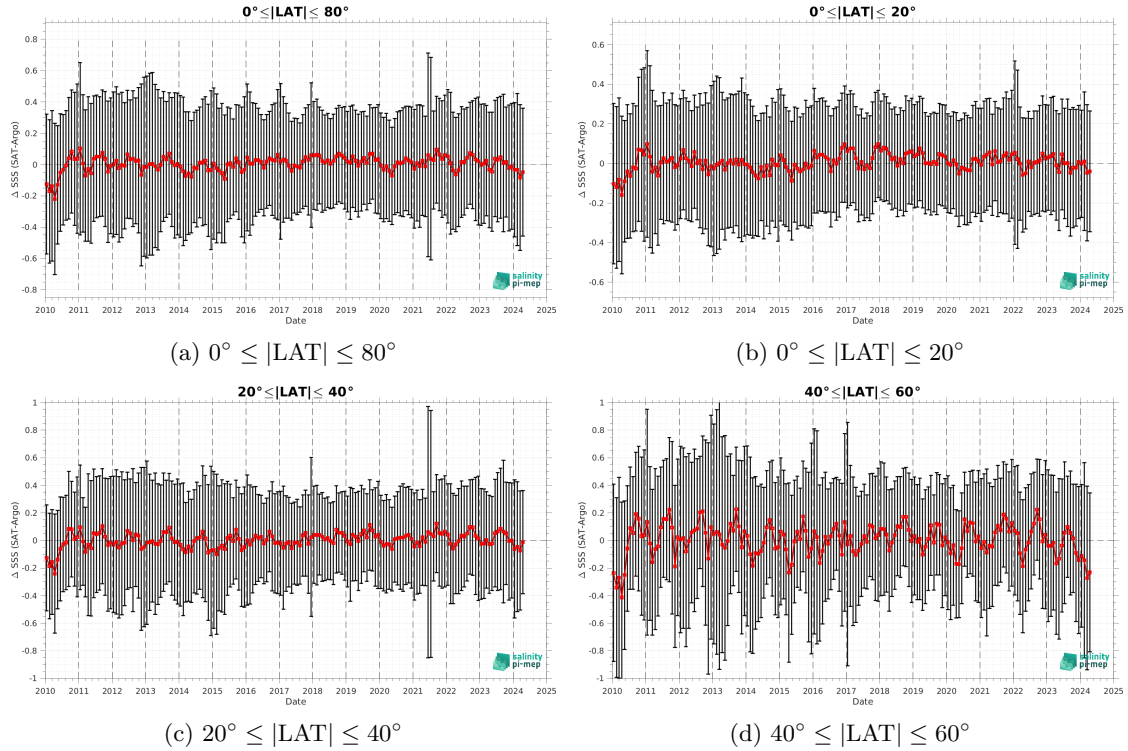 0°≤|LAT|≤ 80°
Δ SSS (SAT-Argo)
0.8
0.6
0.4
0.2
0
-0.2
-0.4
-0.6
-0.8
2010 2011 2012 2013 2014 2015 2016 2017 2018 2019 2020 2021 2022 2023 2024 2025
Date
salinity
pi-mep
(a) 0° ≤ |LAT| ≤ 80°
0°≤|LAT|≤ 20°
Δ SSS (SAT-Argo)
0.6
0.4
0.2
0
-0.2
-0.4
-0.6
2010 2011 2012 2013 2014 2015 2016 2017 2018 2019 2020 2021 2022 2023 2024 2025
Date
salinity
pi-mep
(b) 0° ≤ |LAT| ≤ 20°
20°≤|LAT|≤ 40°
Δ SSS (SAT-Argo)
1
0.8
0.6
0.4
0.2
0
-0.2
-0.4
-0.6
-0.8
-1
2010 2011 2012 2013 2014 2015 2016 2017 2018 2019 2020 2021 2022 2023 2024 2025
Date
salinity
pi-mep
(c) 20° ≤ |LAT| ≤ 40°
40°≤|LAT|≤ 60°
Δ SSS (SAT-Argo)
1
0.8
0.6
0.4
0.2
0
-0.2
-0.4
-0.6
-0.8
-1
2010 2011 2012 2013 2014 2015 2016 2017 2018 2019 2020 2021 2022 2023 2024 2025
Date
salinity
pi-mep
(d) 40° ≤ |LAT| ≤ 60°